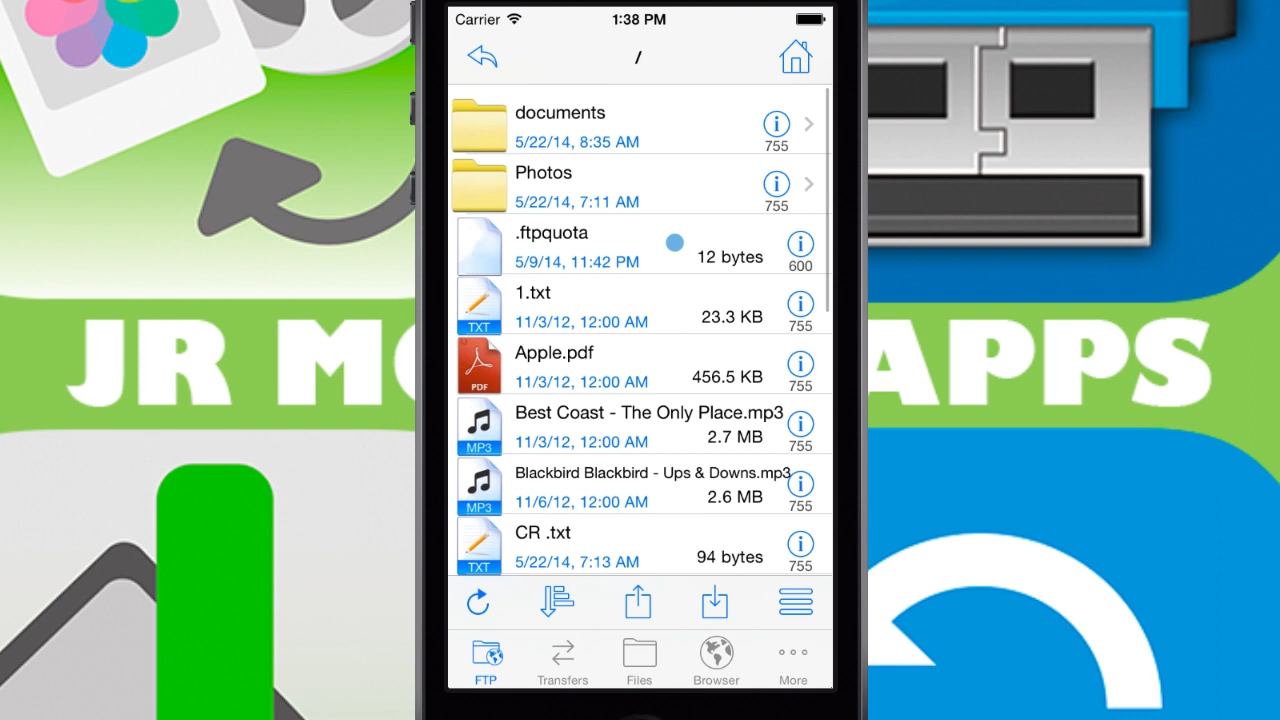 Carrier 1:38 PM
/
documents
5/22/14, 8:35 AM
755
Photos
5/22/14, 7:11 AM
755
.ftpquota
5/9/14, 11:42 PM 12 bytes
600
1.txt
TXT 11/3/12, 12:00 AM 23.3 KB
755
Apple.pdf
PDF 11/3/12, 12:00 AM 456.5 KB
755
Best Coast - The Only Place.mp3
MP3 11/3/12, 12:00 AM 2.7 MB
755
Blackbird Blackbird - Ups & Downs.mp3
MP3 11/6/12, 12:00 AM 2.6 MB
755
CR .txt
TXT 5/22/14, 7:13 AM 94 bytes
755
FTP Transfers Files Browser More
JR M APPS